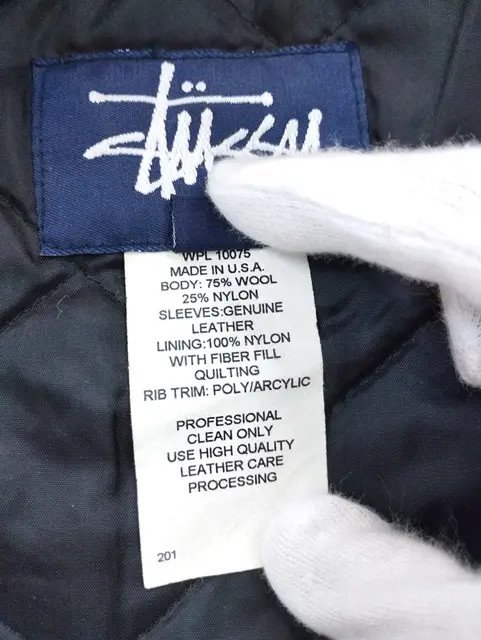 Stüssy
WPL 10075
MADE IN U.S.A.
BODY: 75% WOOL
25% NYLON
SLEEVES:GENUINE
LEATHER
LINING:100% NYLON
WITH FIBER FILL
QUILTING
RIB TRIM: POLY/ARCYLIC
PROFESSIONAL
CLEAN ONLY
USE HIGH QUALITY
LEATHER CARE
PROCESSING
201